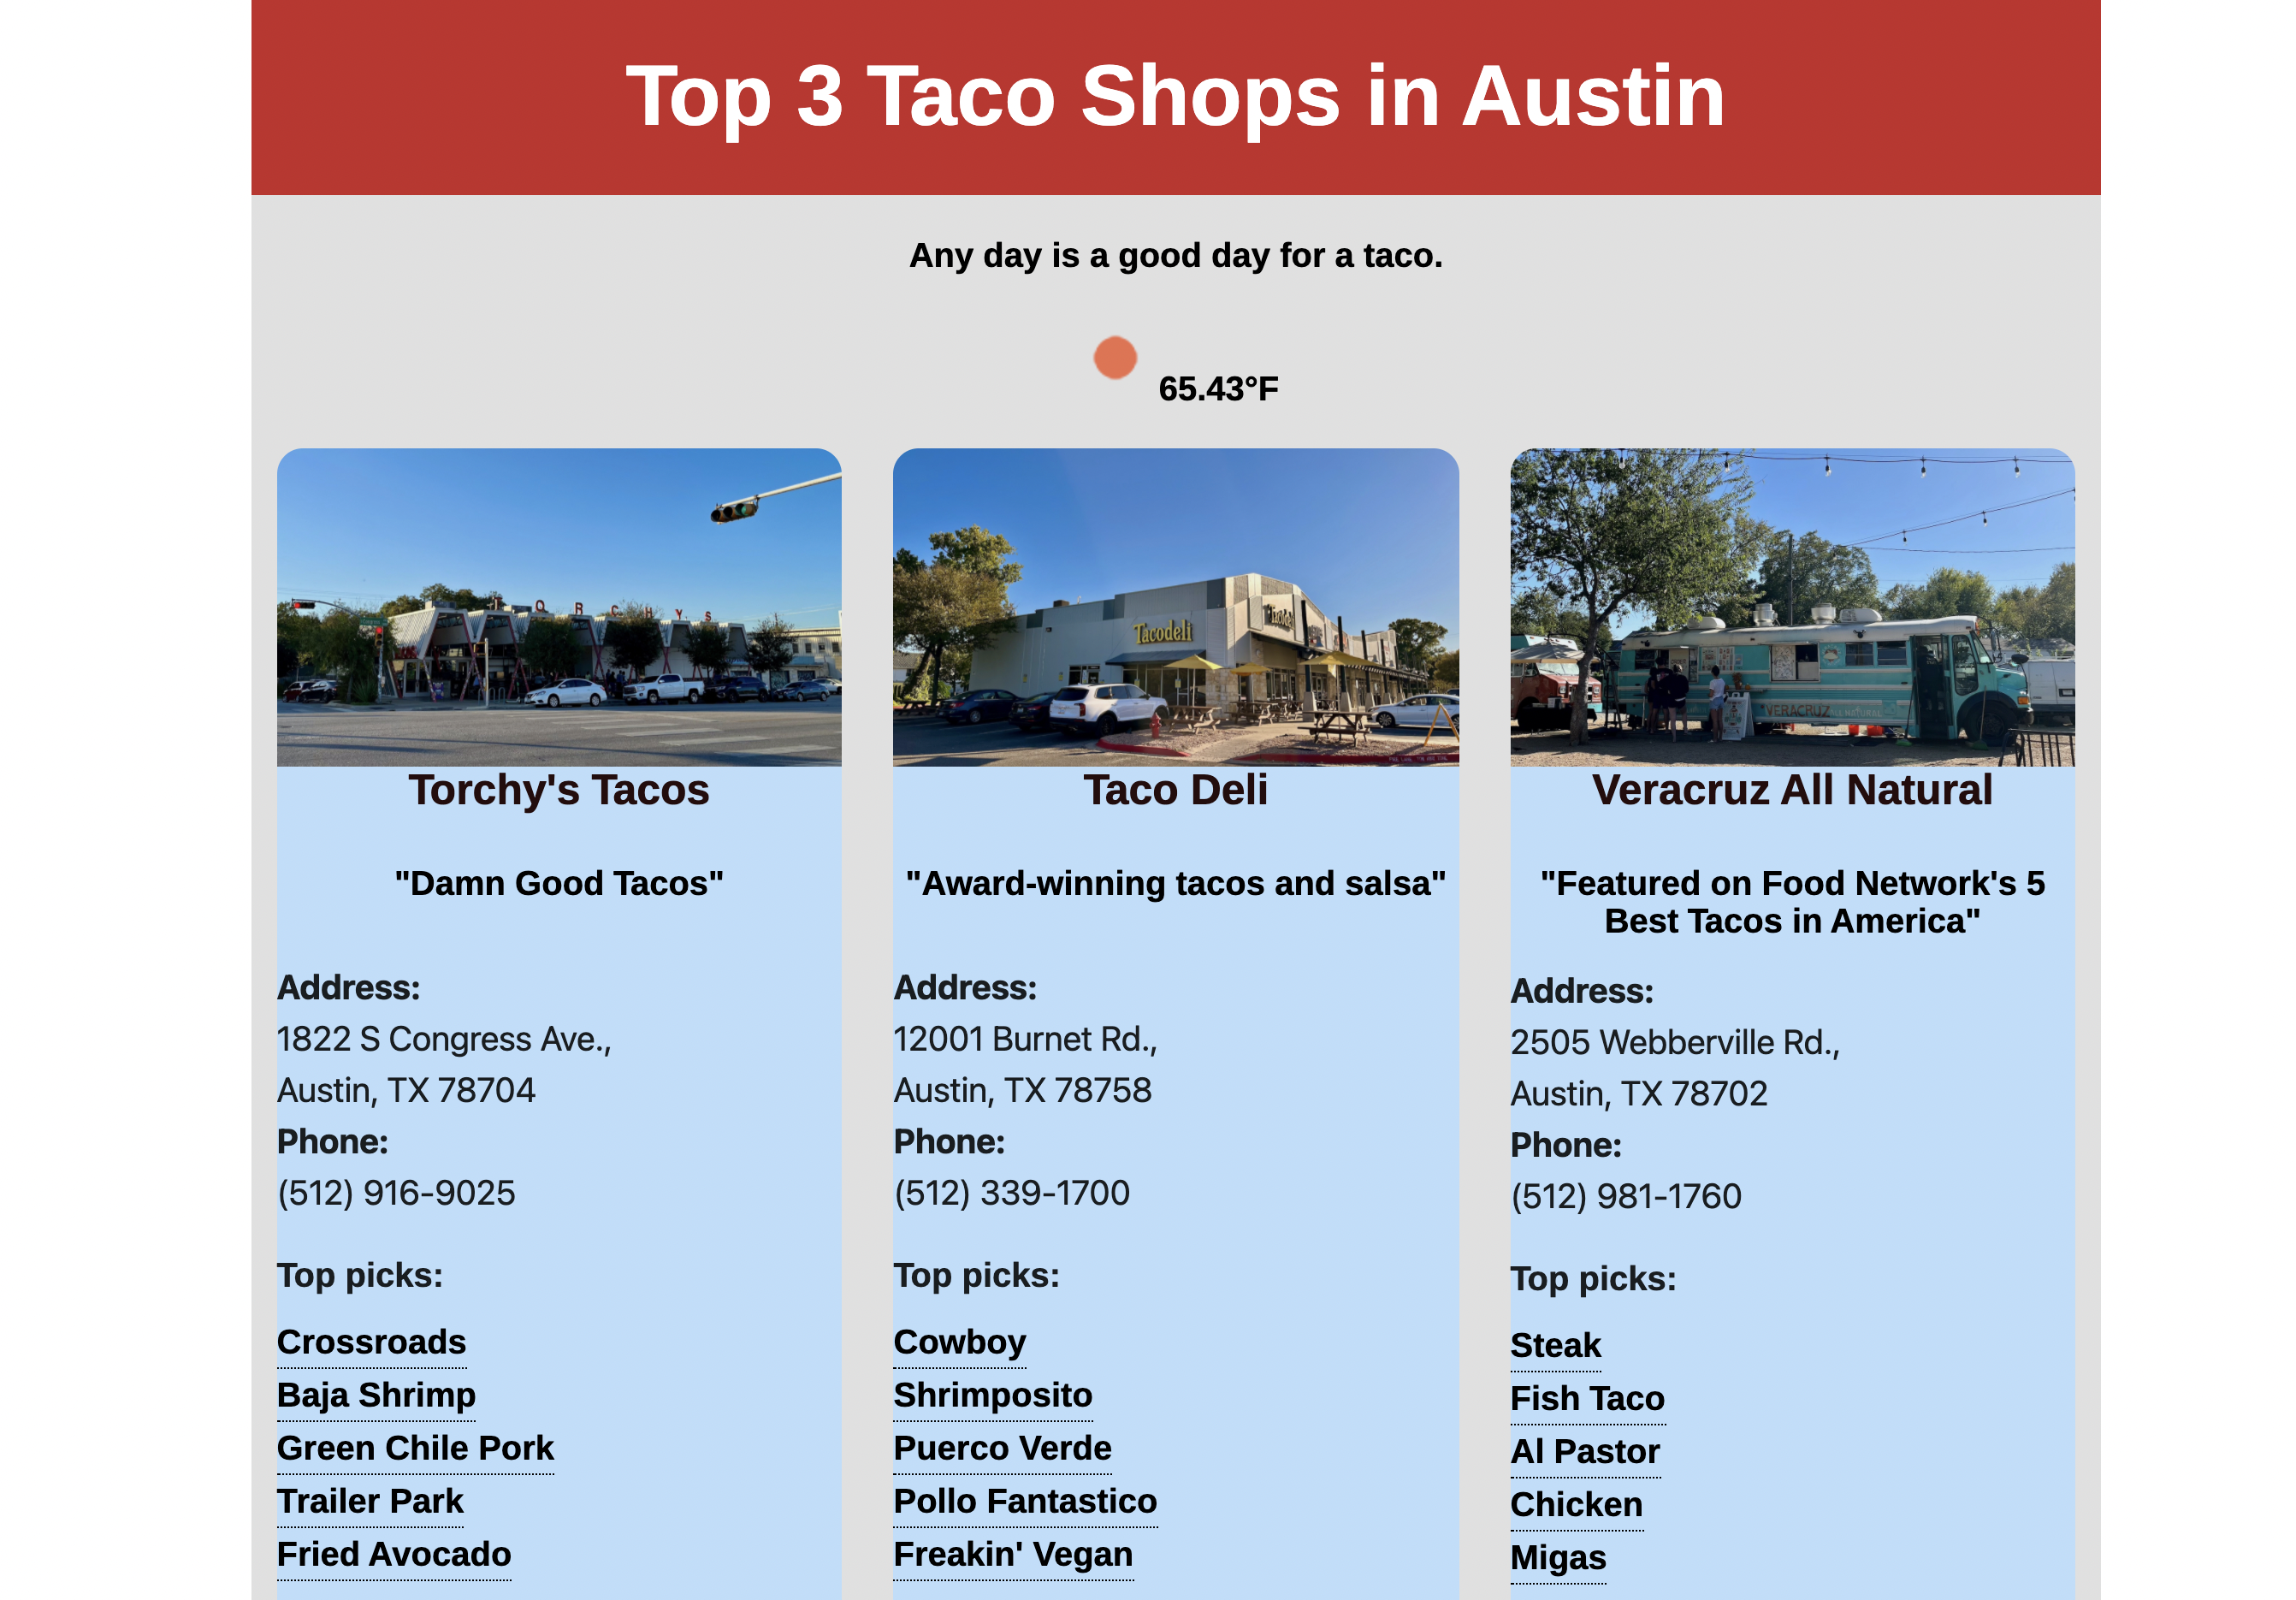 Top 3 Taco Shops in Austin
Any day is a good day for a taco.
65.43°F
TORCHYS
Tacodeli
VERACRUZ
Torchy's Tacos
"Damn Good Tacos"
Address:
1822 S Congress Ave.,
Austin, TX 78704
Phone:
(512) 916-9025
Top picks:
Crossroads
Baja Shrimp
Green Chile Pork
Trailer Park
Fried Avocado
Taco Deli
"Award-winning tacos and salsa"
Address:
12001 Burnet Rd.,
Austin, TX 78758
Phone:
(512) 339-1700
Top picks:
Cowboy
Shrimposito
Puerco Verde
Pollo Fantastico
Freakin' Vegan
Veracruz All Natural
"Featured on Food Network's 5
Best Tacos in America"
Address:
2505 Webberville Rd.,
Austin, TX 78702
Phone:
(512) 981-1760
Top picks:
Steak
Fish Taco
Al Pastor
Chicken
Migas